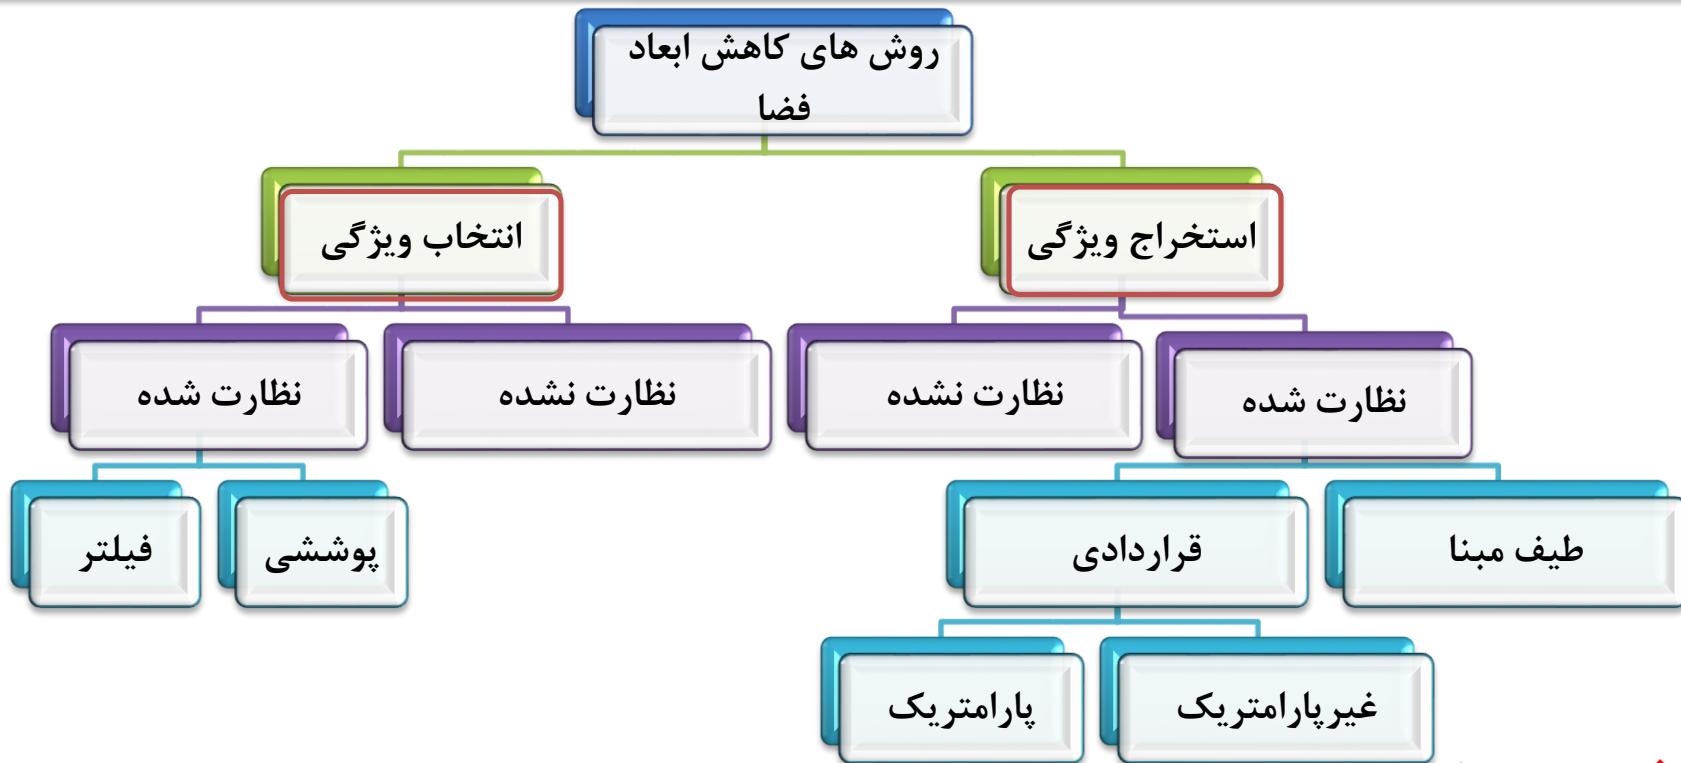 روش های کاهش ابعاد
فضا
استخراج ویژگی
انتخاب ویژگی
نظارت شده
نظارت نشده
نظارت نشده
نظارت شده
طیف مبنا
قراردادی
پوششی
فیلتر
غیرپارامتریک
پارامتریک